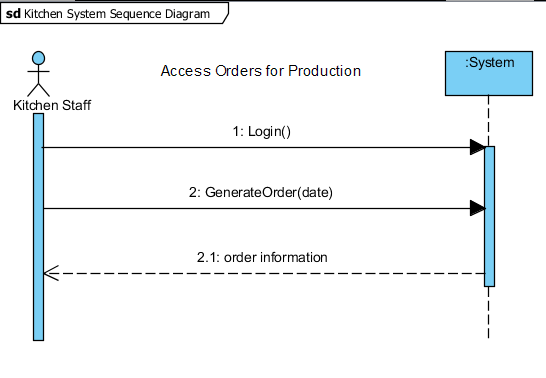 sd Kitchen System Sequence Diagram
Access Orders for Production
:System
Kitchen Staff
1: Login()
2: GenerateOrder(date)
2.1: order information